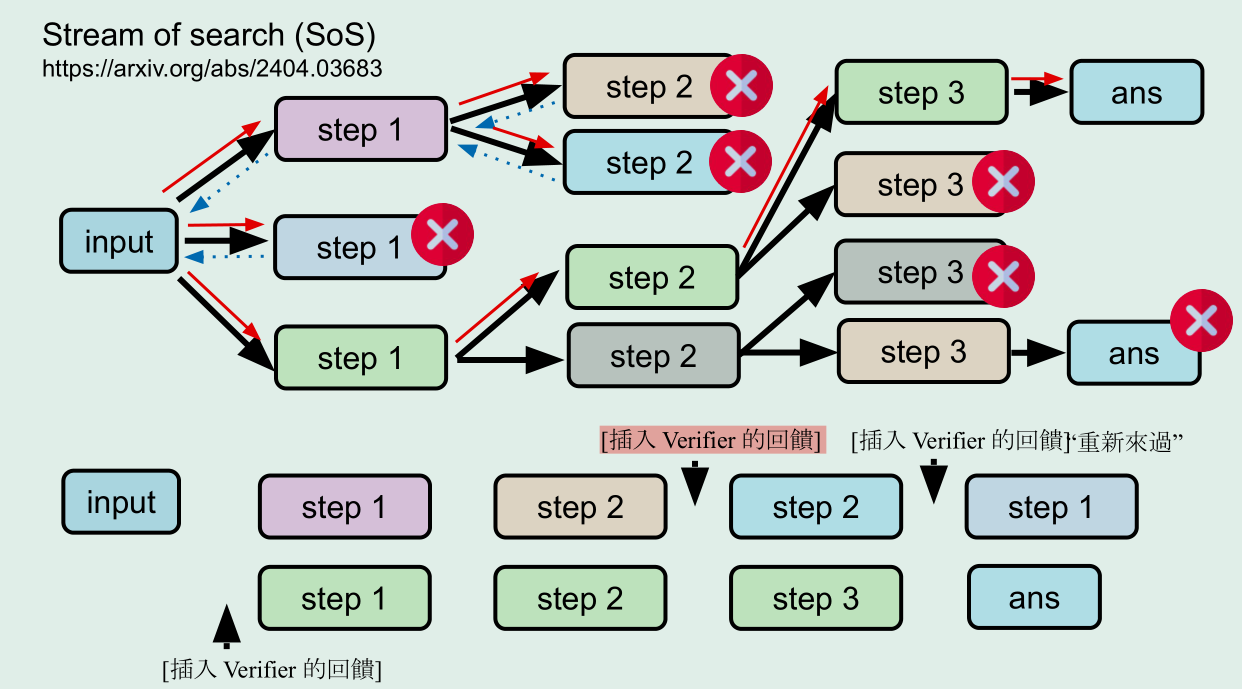 Stream of search (SoS)
https://arxiv.org/abs/2404.03683
step 2
step 3
ans
step 1
step 2
step 3
input
step 1
step 2
step 3
step 1
step 2
step 3
ans
[插入 Verifier 的回饋]
[插入 Verifier 的回饋]“重新來過”
input
step 1
step 2
step 2
step 1
step 1
step 2
step 3
ans
[插入 Verifier 的回饋]